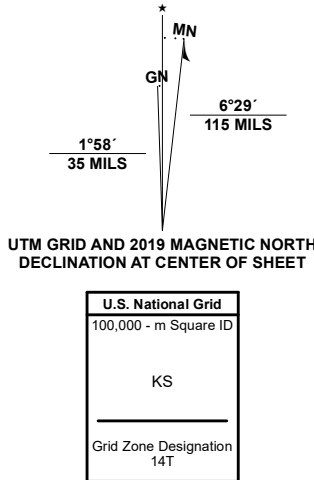 MN
GN
6°29´
115 MILS
1°58´
35 MILS
UTM GRID AND 2019 MAGNETIC NORTH
DECLINATION AT CENTER OF SHEET
U.S. National Grid
100,000 - m Square ID
KS
Grid Zone Designation
14T